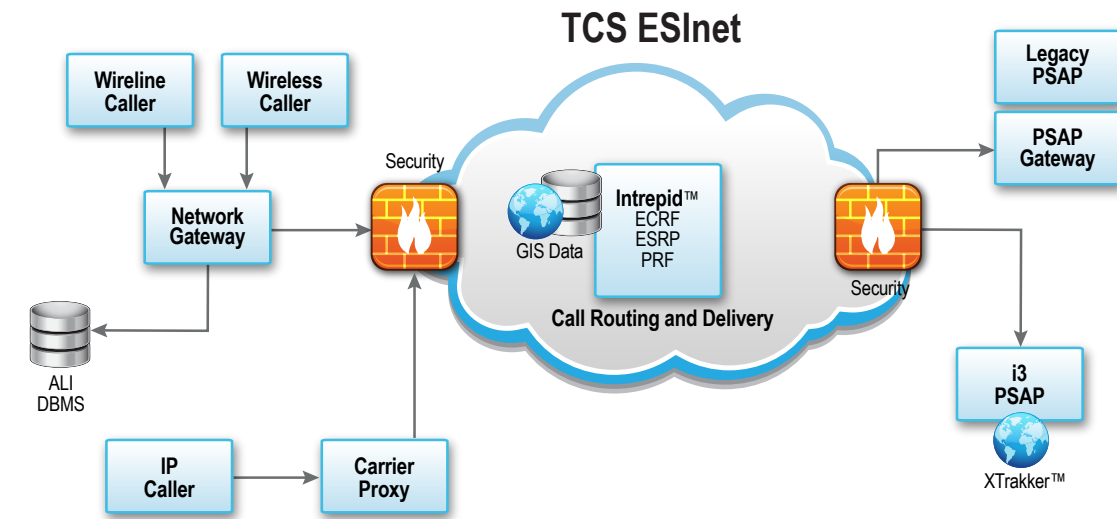 TCS ESInet
Wireline
Caller
Wireless
Caller
Legacy
PSAP
PSAP
Gateway
Security
Network
Gateway
Intrepid™
ECRF
ESRP
PRF
GIS Data
Security
Call Routing and Delivery
ALI
DBMS
i3
PSAP
XTrakker™
IP
Caller
Carrier
Proxy